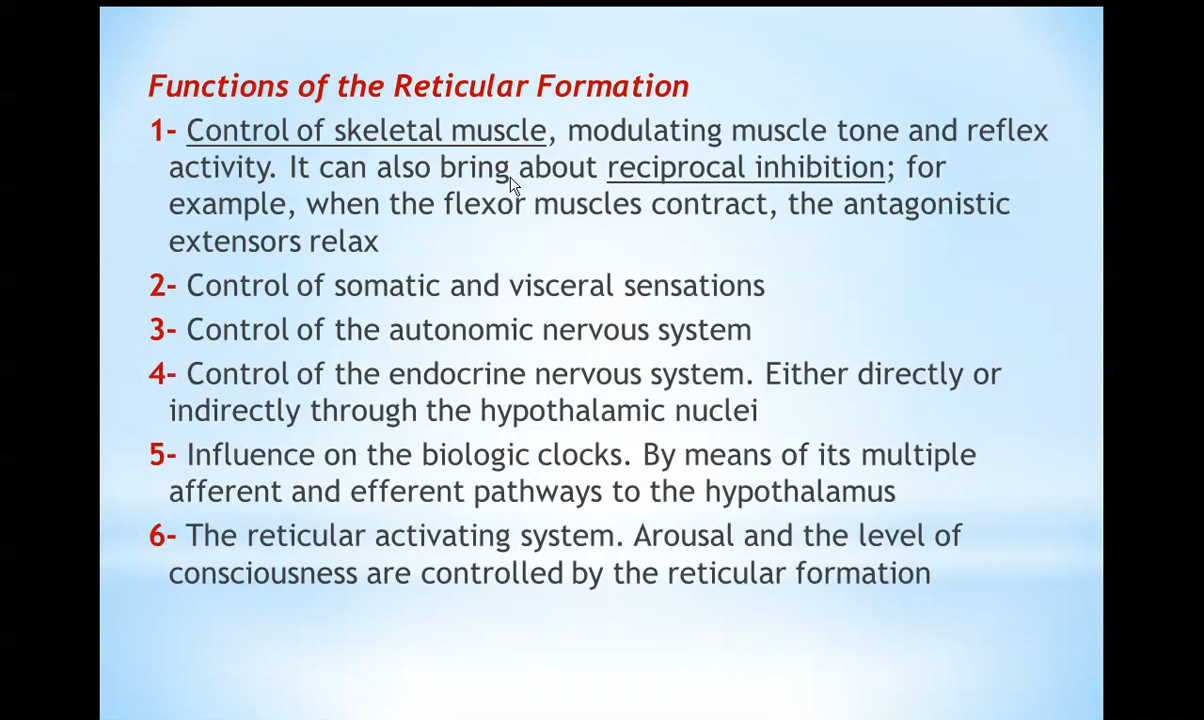 Functions of the Reticular Formation
1- Control of skeletal muscle, modulating muscle tone and reflex
activity. It can also bring about reciprocal inhibition; for
example, when the flexor muscles contract, the antagonistic
extensors relax
2- Control of somatic and visceral sensations
3- Control of the autonomic nervous system
4- Control of the endocrine nervous system. Either directly or
indirectly through the hypothalamic nuclei
5- Influence on the biologic clocks. By means of its multiple
afferent and efferent pathways to the hypothalamus
6- The reticular activating system. Arousal and the level of
consciousness are controlled by the reticular formation